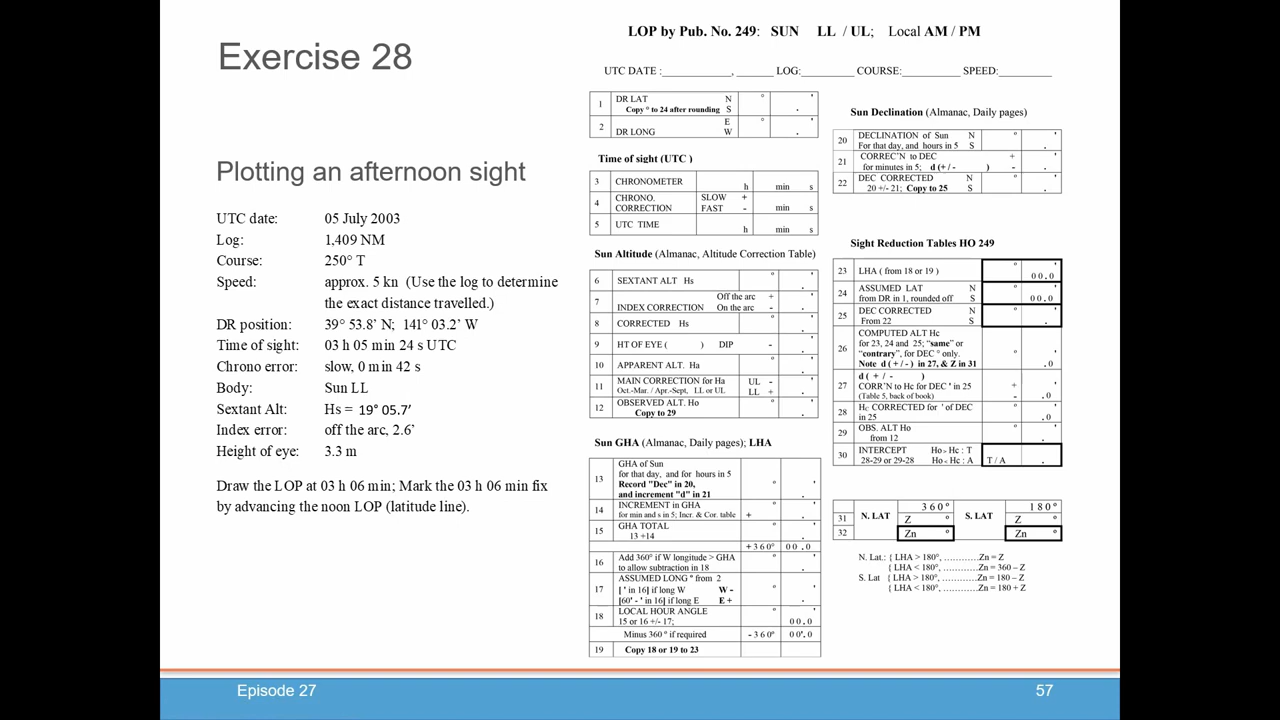 Exercise 28
Plotting an afternoon sight
UTC date: 05 July 2003
Log: 1,409 NM
Course: 250° T
Speed: approx. 5 kn (Use the log to determine
the exact distance travelled.)
DR position: 39° 53.8’ N; 141° 03.2’ W
Time of sight: 03 h 05 min 24 s UTC
Chrono error: slow, 0 min 42 s
Body: Sun LL
Sextant Alt: Hs = 19° 05.7’
Index error: off the arc, 2.6’
Height of eye: 3.3 m
Draw the LOP at 03 h 06 min; Mark the 03 h 06 min fix
by advancing the noon LOP (latitude line).
LOP by Pub. No. 249: SUN LL / UL; Local AM / PM
UTC DATE :____________, ______ LOG:_________ COURSE:__________ SPEED:_________
1 DR LAT N ° '
Copy ° to 24 after rounding S .
E ° '
2 DR LONG W .
Time of sight (UTC )
3 CHRONOMETER h min s
4 CHRONO. SLOW +
CORRECTION FAST - min s
5 UTC TIME h min s
Sun Altitude (Almanac, Altitude Correction Table)
6 SEXTANT ALT Hs ° ' .
7 Off the arc + '
INDEX CORRECTION On the arc - .
8 CORRECTED Hs ° ' .
9 HT OF EYE ( ) DIP - ' .
10 APPARENT ALT. Ha ° ' .
11 MAIN CORRECTION for Ha UL - '
Oct.-Mar. / Apr.-Sept, LL or UL LL + .
12 OBSERVED ALT. Ho ° '
Copy to 29 .
Sun GHA (Almanac, Daily pages); LHA
13 GHA of Sun
for that day, and for hours in 5
Record "Dec" in 20, ° '
and increment "d" in 21 .
14 INCREMENT in GHA '
for min and s in 5; Incr. & Cor. table + .
15 GHA TOTAL ° '
13 +14 .
+360° 00.0
16 Add 360° if W longitude > GHA ° '
to allow subtraction in 18 .
17 ASSUMED LONG ° from 2
[ ' in 16] if long W W - ° '
[60' - ' in 16] if long E E + .
18 LOCAL HOUR ANGLE ° '
15 or 16 +/- 17; 00.0
Minus 360 ° if required -360° 00'.0
19 Copy 18 or 19 to 23
Sun Declination (Almanac, Daily pages)
20 DECLINATION of Sun N ° '
For that day, and hours in 5 S .
21 CORREC’N to DEC + '
for minutes in 5; d (+ / - ) - .
22 DEC CORRECTED N ° '
20 +/- 21; Copy to 25 S .
Sight Reduction Tables HO 249
23 LHA ( from 18 or 19 ) ° '
00.0
24 ASSUMED LAT N ° '
from DR in 1, rounded off S 00.0
25 DEC CORRECTED N ° '
From 22 S .
26 COMPUTED ALT Hc
for 23, 24 and 25; “same” or
“contrary”, for DEC ° only. ° '
Note d ( + / - ) in 27, & Z in 31 .0
27 d ( + / - )
CORR’N to Hc for DEC ' in 25 + '
(Table 5, back of book) - .0
28 Hc CORRECTED for ' of DEC ° '
in 25 .0
29 OBS. ALT Ho ° '
from 12 .
30 INTERCEPT Ho > Hc : T '
28-29 or 29-28 Ho < Hc : A T / A .
360° 180°
31 N. LAT Z ° S. LAT Z °
32 Zn ° Zn °
N. Lat.: { LHA > 180°, …………Zn = Z
{ LHA < 180°, …………Zn = 360 – Z
S. Lat { LHA > 180°, …………Zn = 180 – Z
{ LHA < 180°, …………Zn = 180 + Z
Episode 27
57